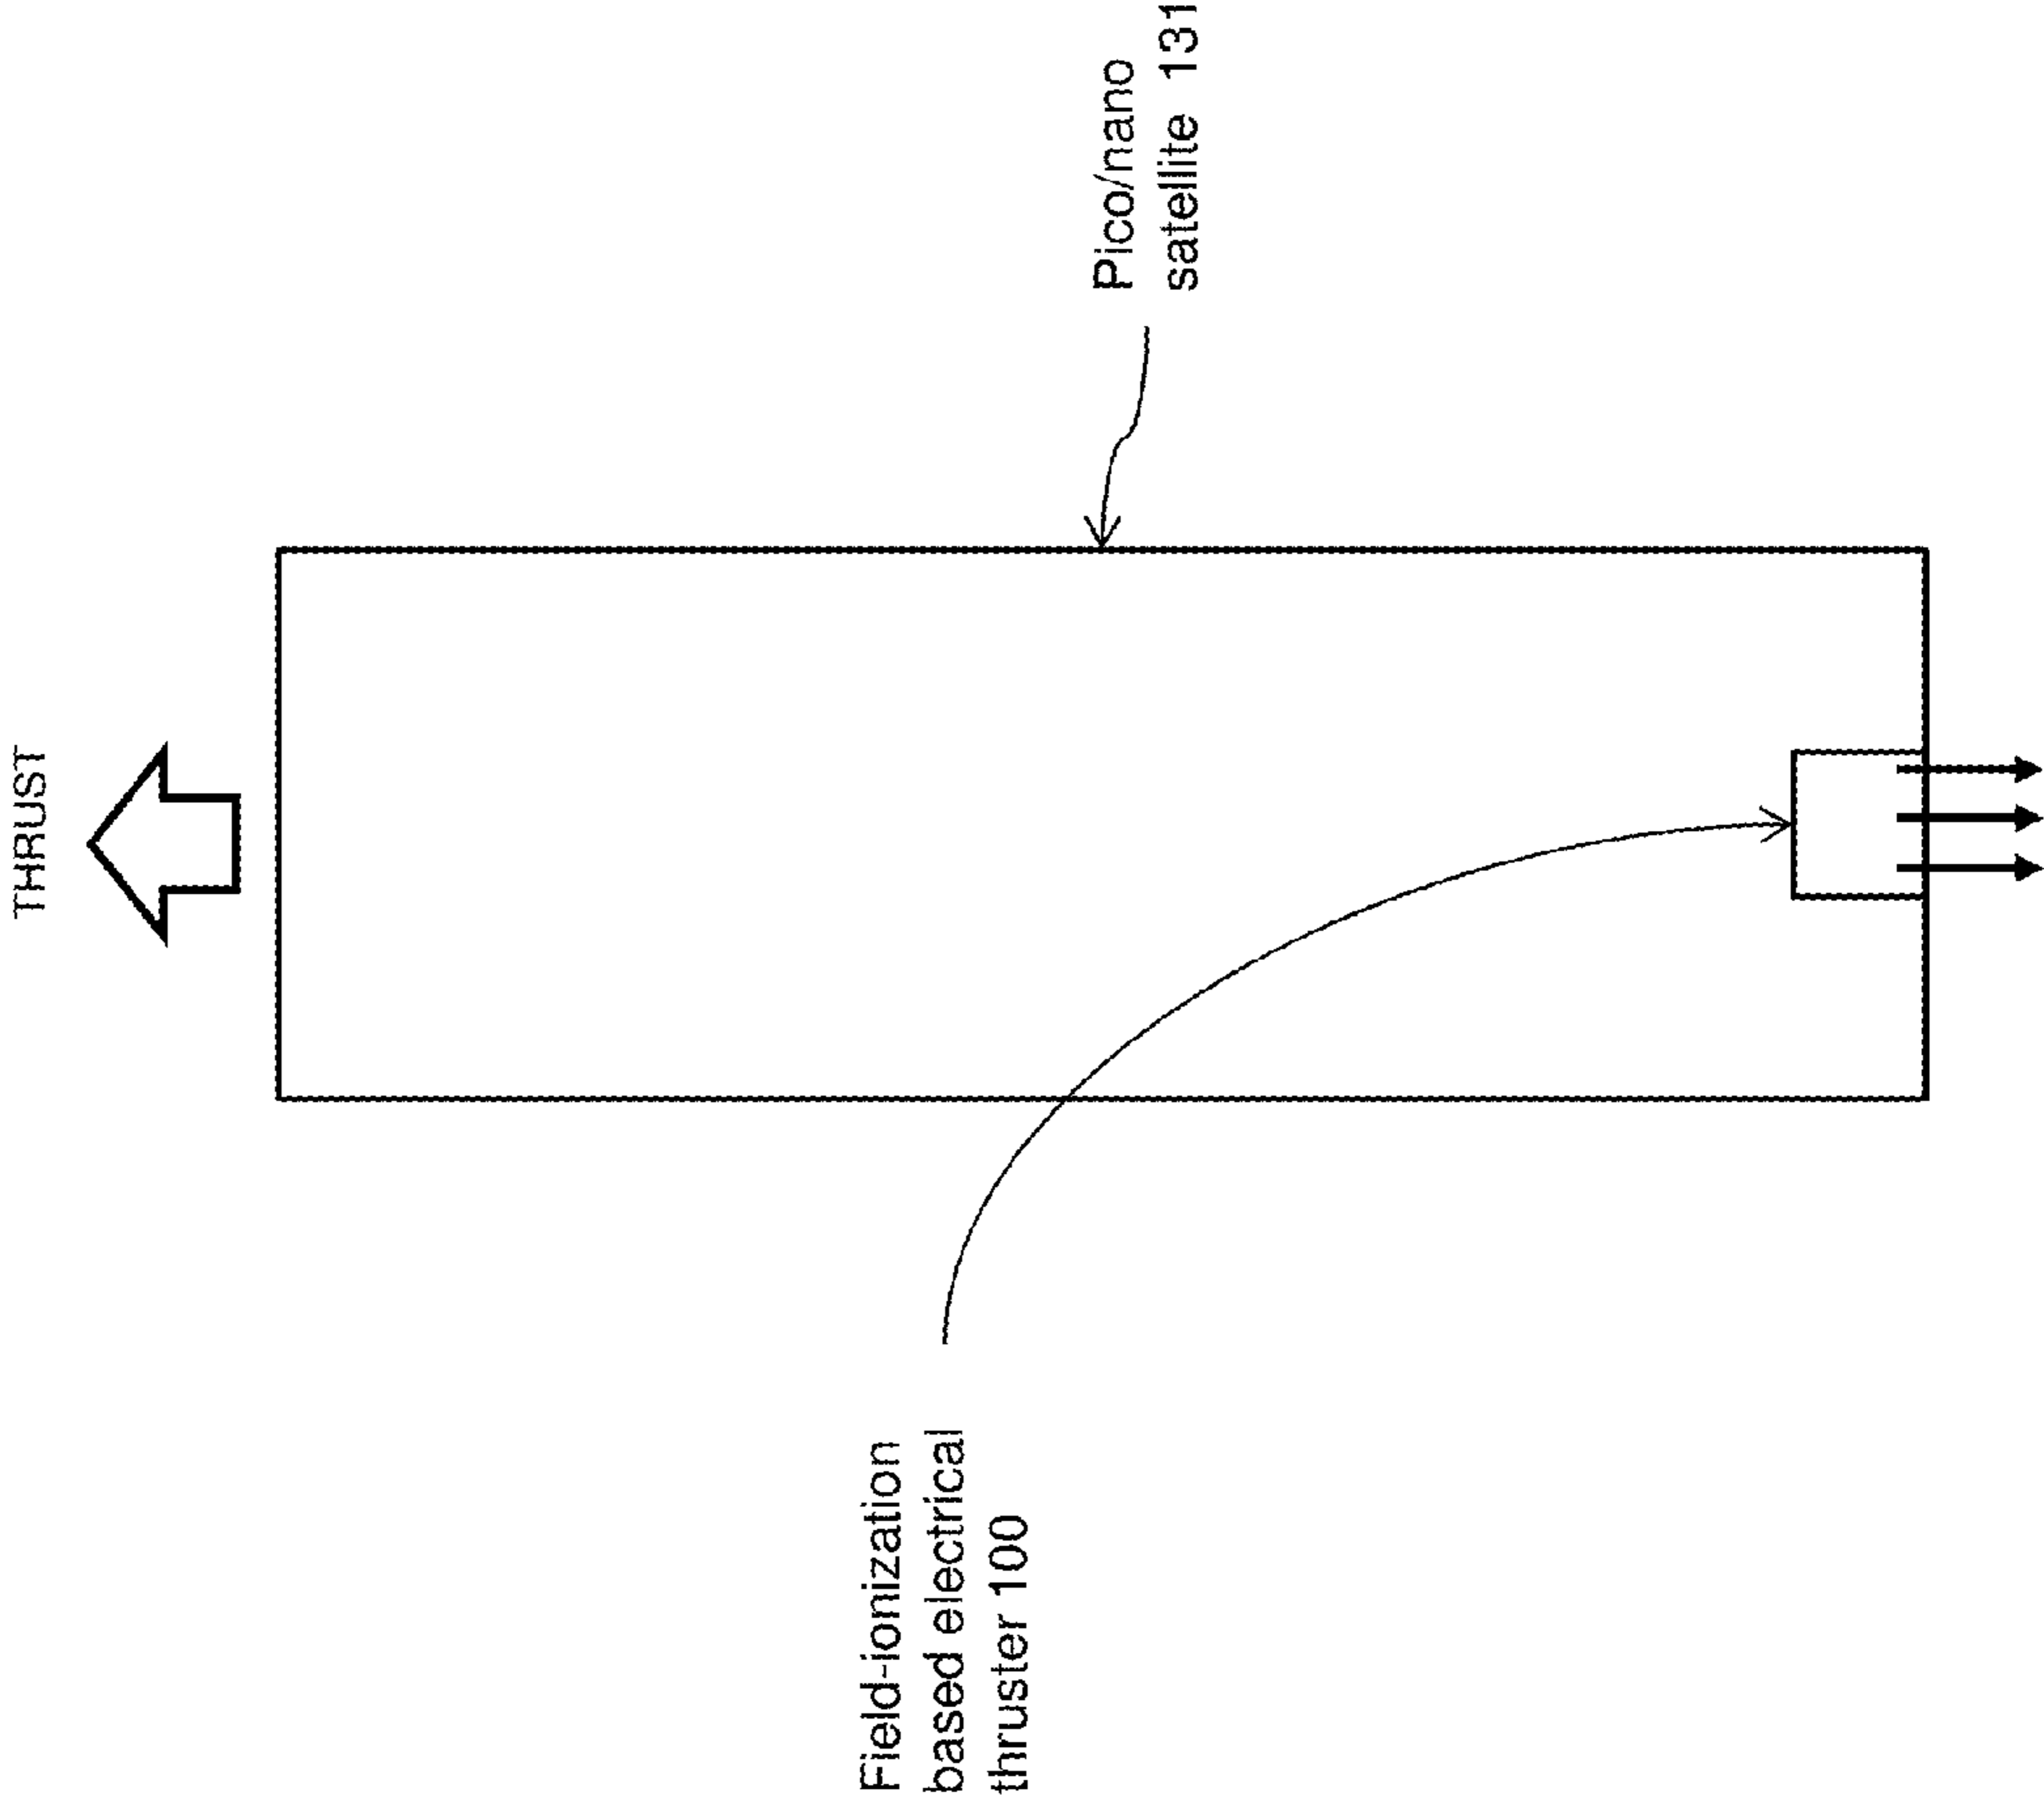 THRUST
Pico/nano
satellite 131
Field-ionization
based electrical
thruster 100